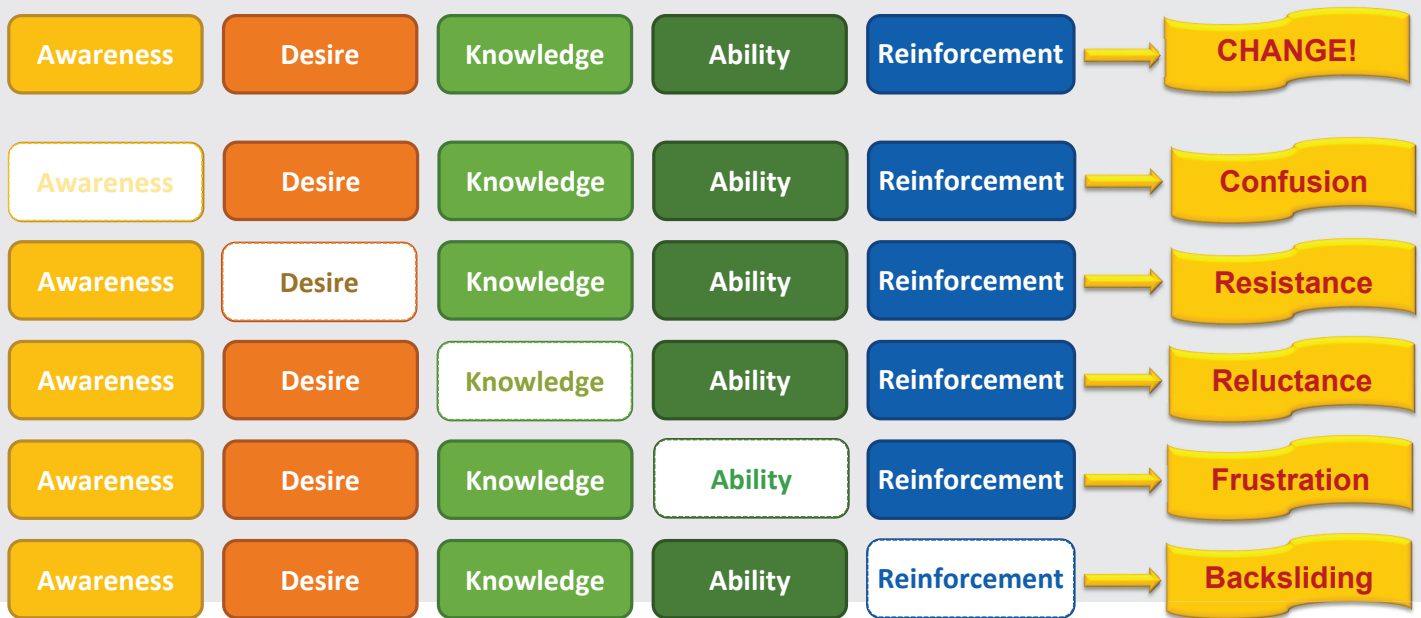 Awareness Desire Knowledge Ability Reinforcement CHANGE!
Awareness Desire Knowledge Ability Reinforcement Confusion
Awareness Desire Knowledge Ability Reinforcement Resistance
Awareness Desire Knowledge Ability Reinforcement Reluctance
Awareness Desire Knowledge Ability Reinforcement Frustration
Awareness Desire Knowledge Ability Reinforcement Backsliding